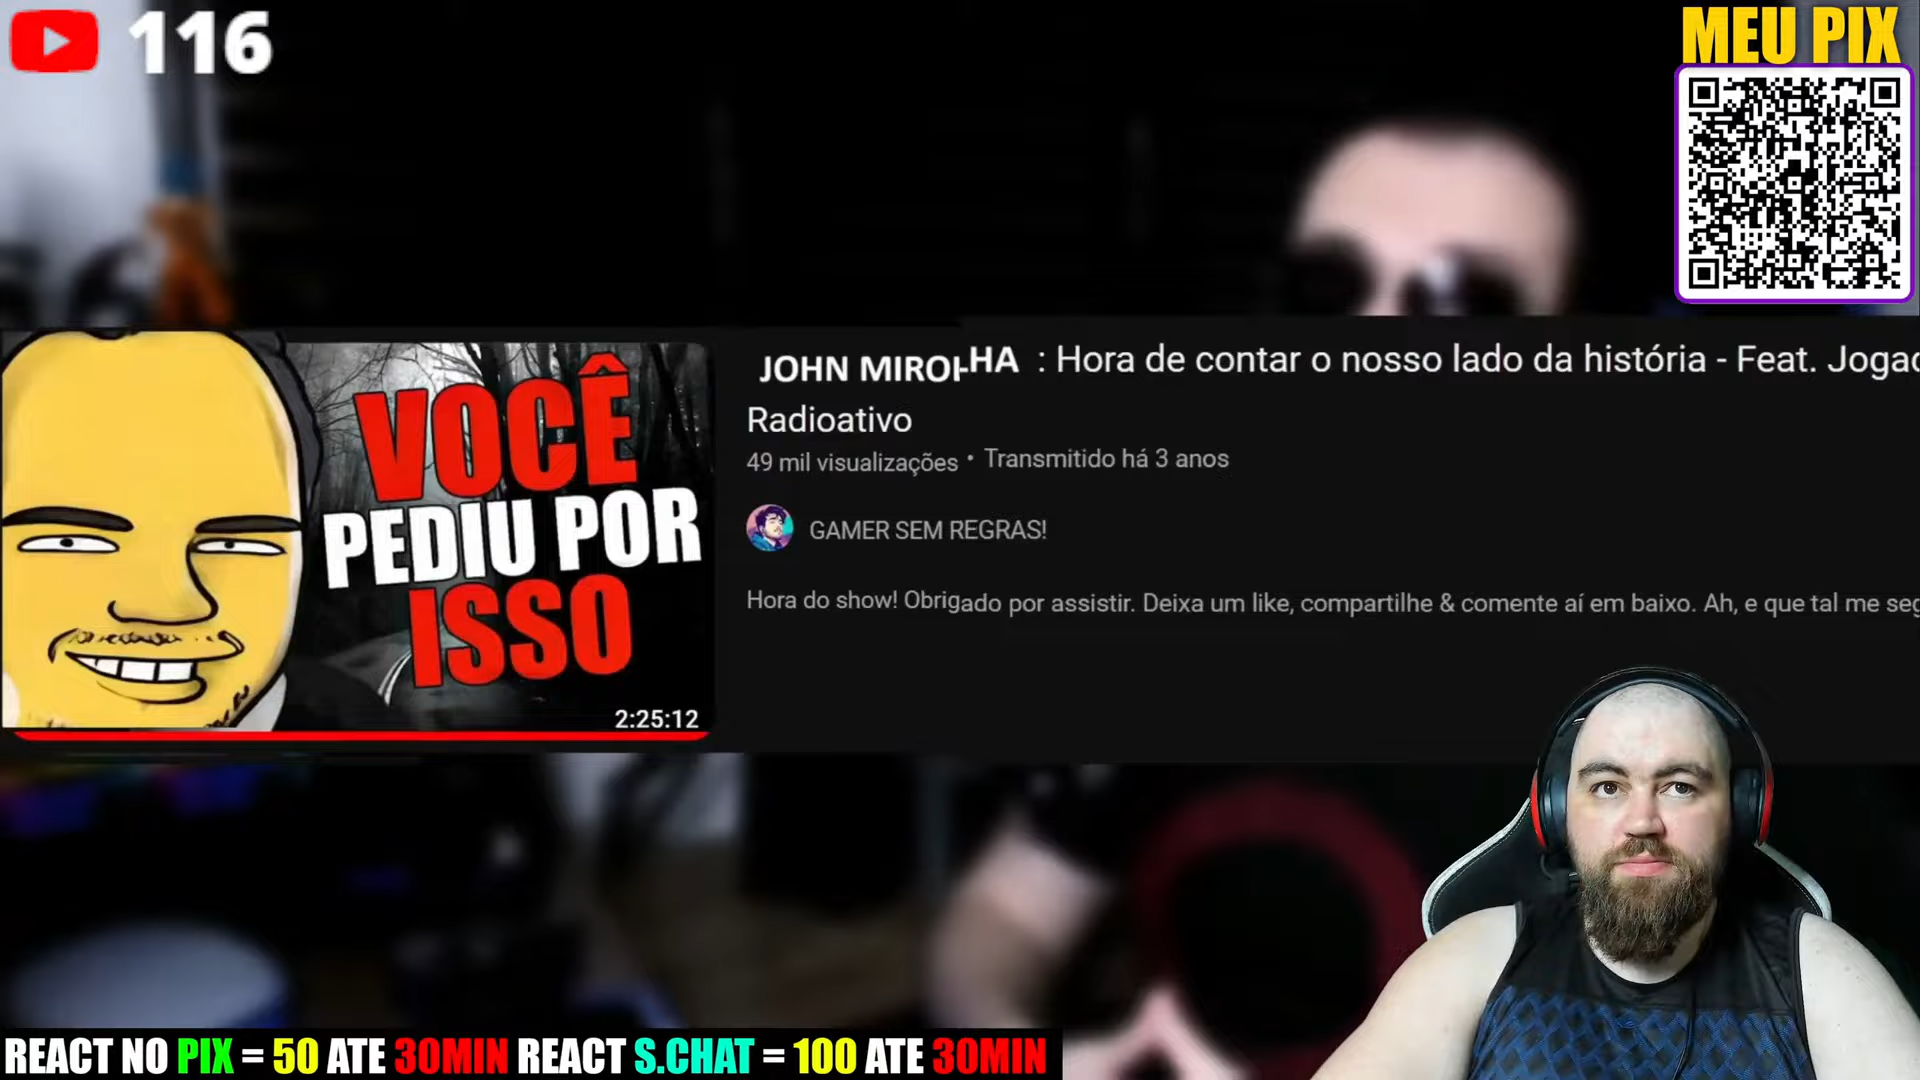 116
MEU PIX
VOCÊ
PEDIU POR
ISSO
2:25:12
JOHN MIROLHA : Hora de contar o nosso lado da história - Feat. Jogad
Radioativo
49 mil visualizações • Transmitido há 3 anos
GAMER SEM REGRAS!
Hora do show! Obrigado por assistir. Deixa um like, compartilhe & comente aí em baixo. Ah, e que tal me seg
REACT NO PIX = 50 ATE 30MIN REACT S.CHAT = 100 ATE 30MIN